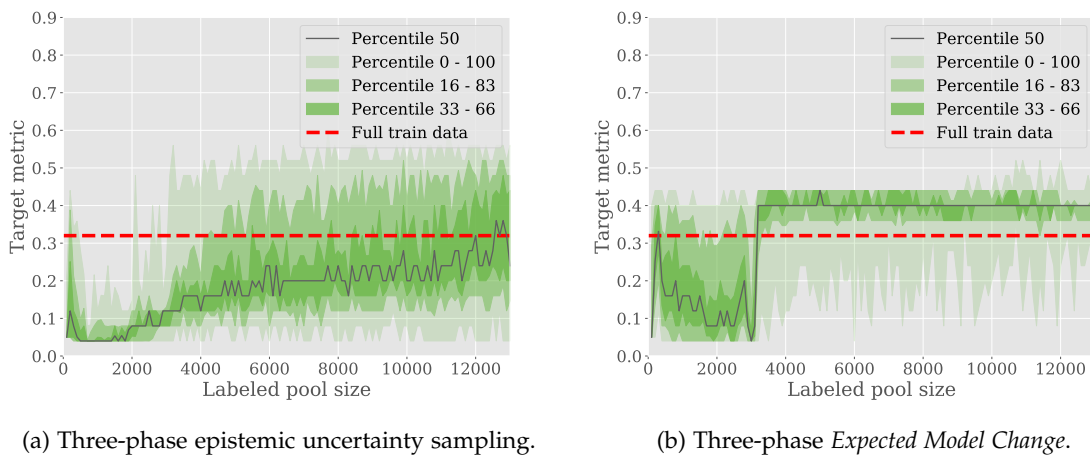 0.9
0.8
0.7
0.6
0.5
0.4
0.3
0.2
0.1
0.0
Target metric
0 2000 4000 6000 8000 10000 12000
Labeled pool size
Percentile 50
Percentile 0 - 100
Percentile 16 - 83
Percentile 33 - 66
Full train data
(a) Three-phase epistemic uncertainty sampling.
0.9
0.8
0.7
0.6
0.5
0.4
0.3
0.2
0.1
0.0
Target metric
0 2000 4000 6000 8000 10000 12000
Labeled pool size
Percentile 50
Percentile 0 - 100
Percentile 16 - 83
Percentile 33 - 66
Full train data
(b) Three-phase Expected Model Change.